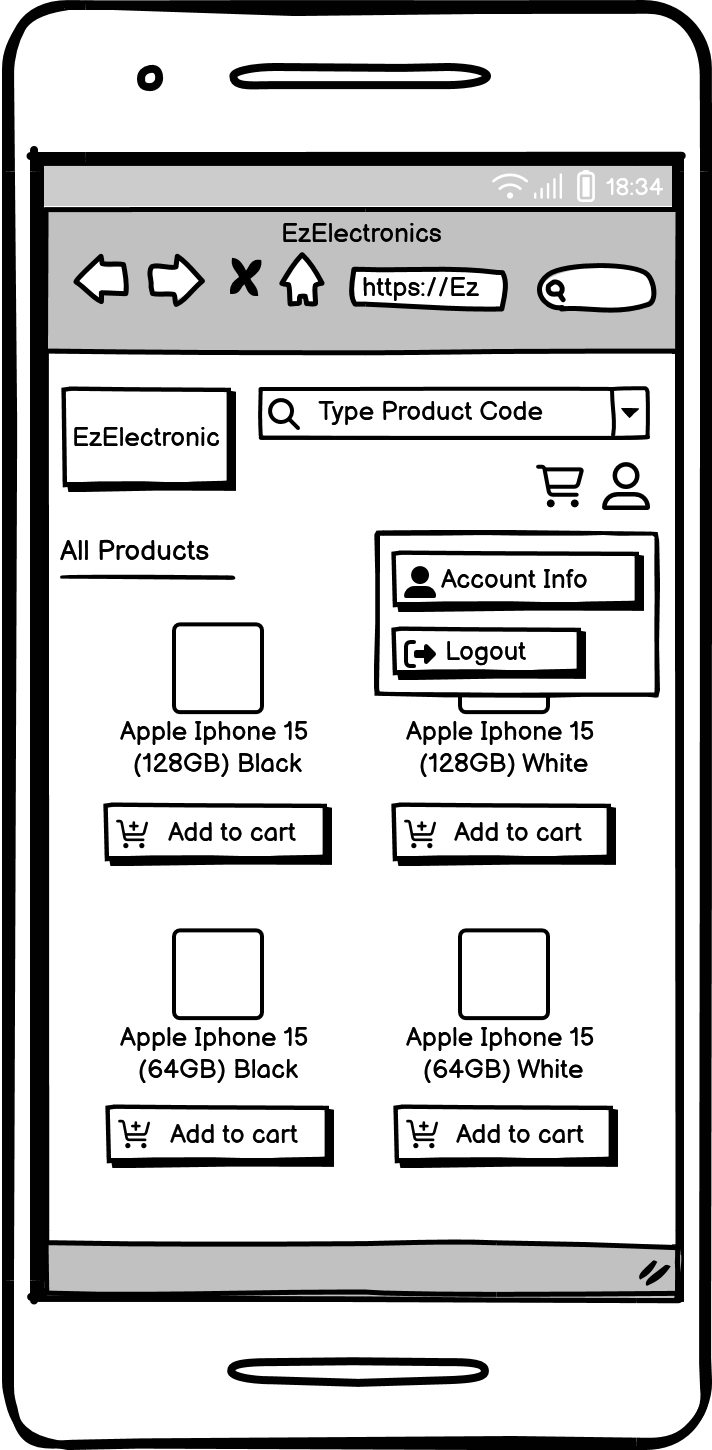 18:34
EzElectronics
https://Ez
EzElectronic
Type Product Code
All Products
Account Info
Logout
Apple Iphone 15
(128GB) Black
Apple Iphone 15
(128GB) White
Add to cart
Add to cart
Apple Iphone 15
(64GB) Black
Apple Iphone 15
(64GB) White
Add to cart
Add to cart